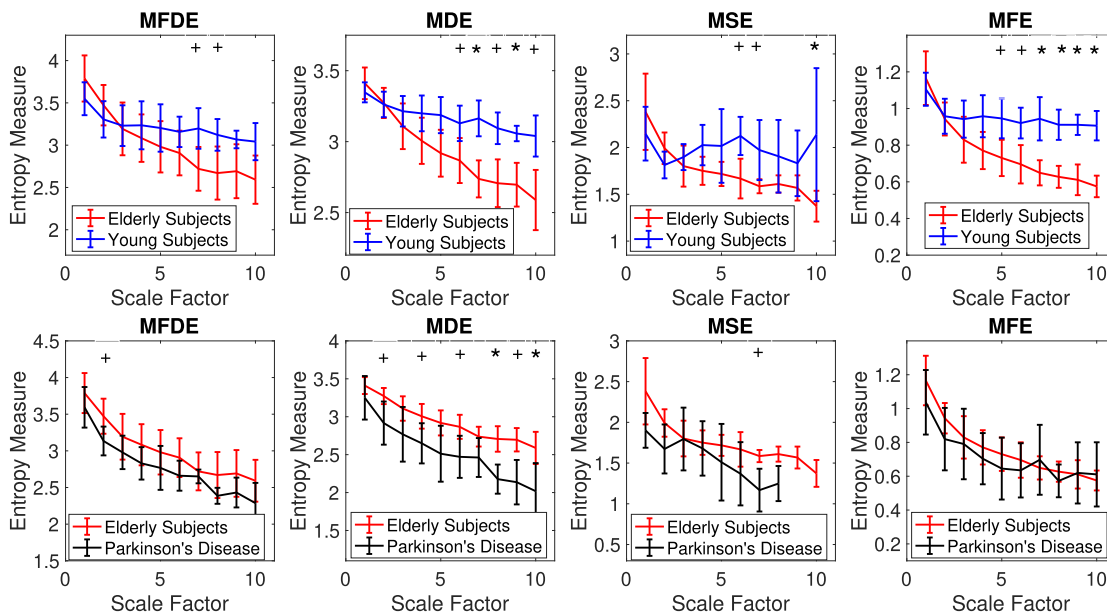 MFDE MDE MSE MFE
Entropy Measure
4
3.5
3
2.5
2
+ +
Elderly Subjects
Young Subjects
0 5 10
Scale Factor
Entropy Measure
3.5
3
2.5
+ * + * +
Elderly Subjects
Young Subjects
0 5 10
Scale Factor
Entropy Measure
3
2.5
2
1.5
1
+ + *
Elderly Subjects
Young Subjects
0 5 10
Scale Factor
Entropy Measure
1.2
1
0.8
0.6
0.4
0.2
+ + * * * *
Elderly Subjects
Young Subjects
0 5 10
Scale Factor
MFDE MDE MSE MFE
Entropy Measure
4.5
4
3.5
3
2.5
2
1.5
+
Elderly Subjects
Parkinson's Disease
0 5 10
Scale Factor
Entropy Measure
4
3.5
3
2.5
2
1.5
1
+ + + * + *
Elderly Subjects
Parkinson's Disease
0 5 10
Scale Factor
Entropy Measure
3
2.5
2
1.5
1
0.5
+
Elderly Subjects
Parkinson's Disease
0 5 10
Scale Factor
Entropy Measure
1.2
1
0.8
0.6
0.4
0.2
Elderly Subjects
Parkinson's Disease
0 5 10
Scale Factor